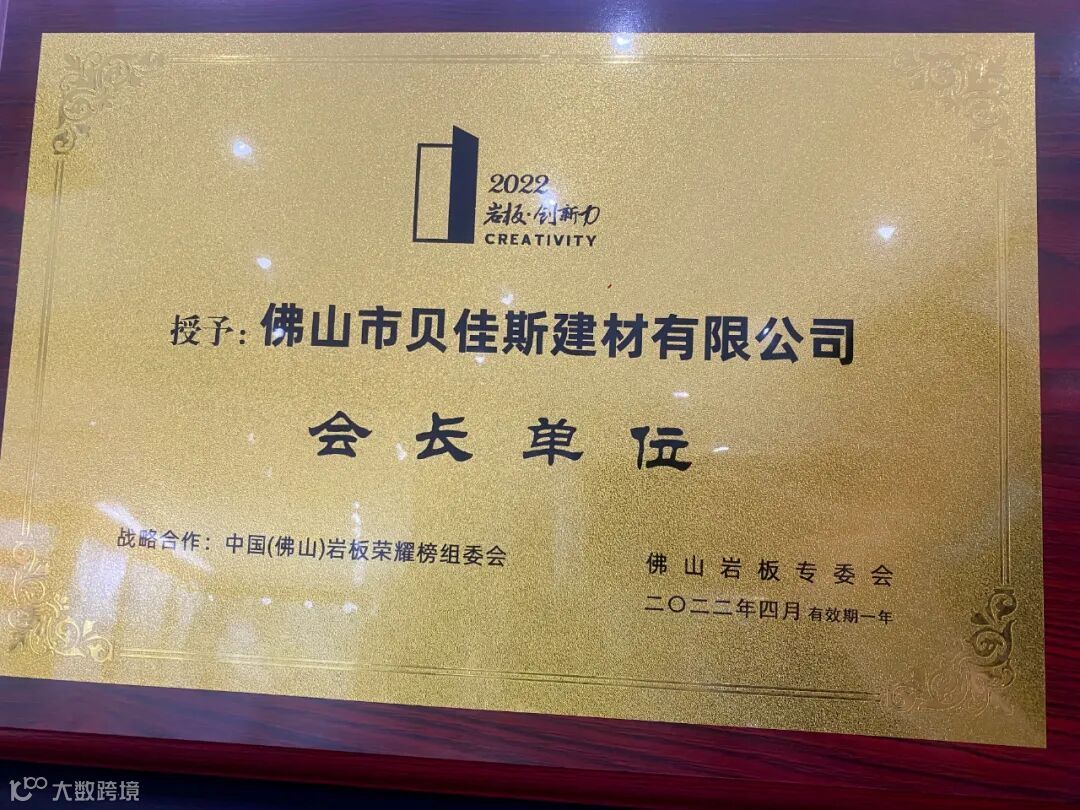 2022
岩板·创新力
CREATIVITY
授予:佛山市贝佳斯建材有限公司
会长单位
战略合作:中国(佛山)岩板荣耀榜组委会
佛山岩板专委会
二〇二二年四月 有效期一年
大数跨境